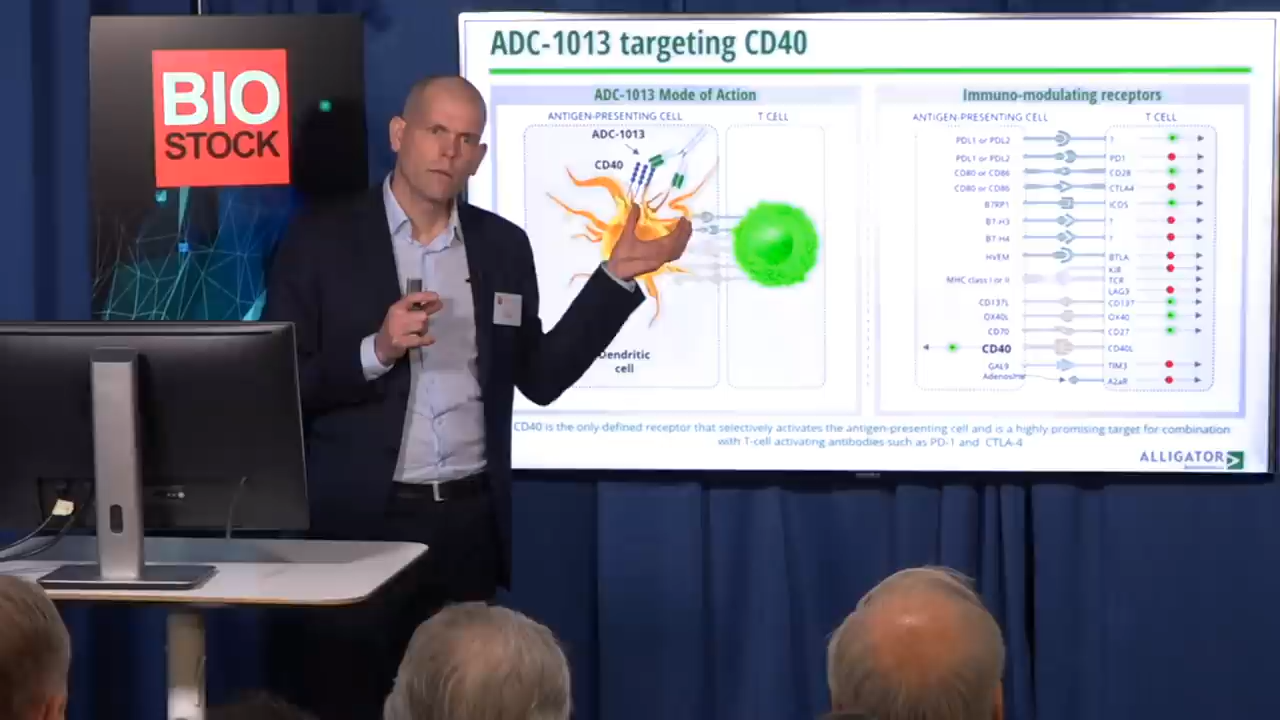 BIO
STOCK
ADC-1013 targeting CD40
ADC-1013 Mode of Action
ANTIGEN-PRESENTING CELL
T CELL
ADC-1013
CD40
Dendritic
cell
Immuno-modulating receptors
ANTIGEN-PRESENTING CELL
T CELL
PDL1 or PDL2 ?
PDL1 or PDL2 PD1
CD80 or CD86 CD28
CD80 or CD86 CTLA4
B7RP1 ICOS
B7-H3 ?
B7-H4 ?
HVEM BTLA
KIR
MHC class I or II TCR
LAG3
CD137L CD137
OX40L OX40
CD70 CD27
CD40 CD40L
GAL9 TIM3
Adenosine A2aR
CD40 is the only defined receptor that selectively activates the antigen-presenting cell and is a highly promising target for combination
with T-cell activating antibodies such as PD-1 and CTLA-4
ALLIGATOR